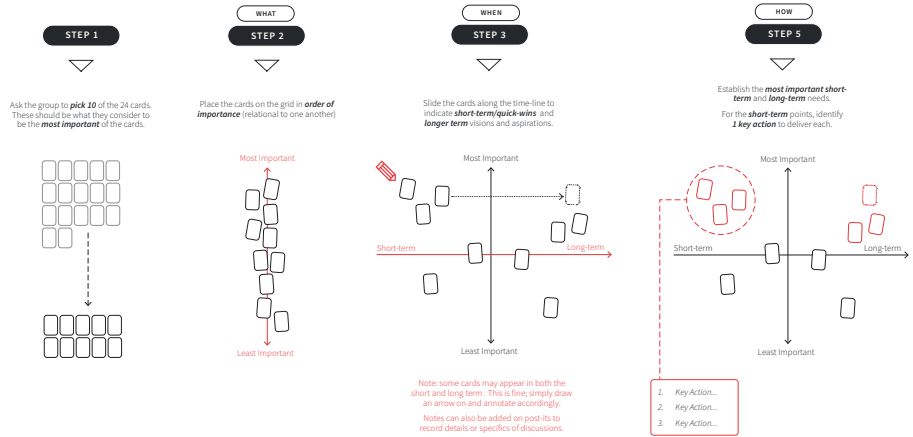 STEP 1
Ask the group to pick 10 of the 24 cards.
These should be what they consider to
be the most important of the cards.
WHAT
STEP 2
Place the cards on the grid in order of
importance (relational to one another)
Most Important
Least Important
WHEN
STEP 3
Slide the cards along the time-line to
indicate short-term/quick-wins and
longer term visions and aspirations.
Most Important
Short-term
Long-term
Least Important
Note: some cards may appear in both the
short and long term . This is fine; simply draw
an arrow on and annotate accordingly.
Notes can also be added on post-its to
record details or specifics of discussions.
HOW
STEP 5
Establish the most important short-
term and long-term needs.
For the short-term points, identify
1 key action to deliver each.
Most Important
Short-term
Long-term
Least Important
1. Key Action...
2. Key Action...
3. Key Action...